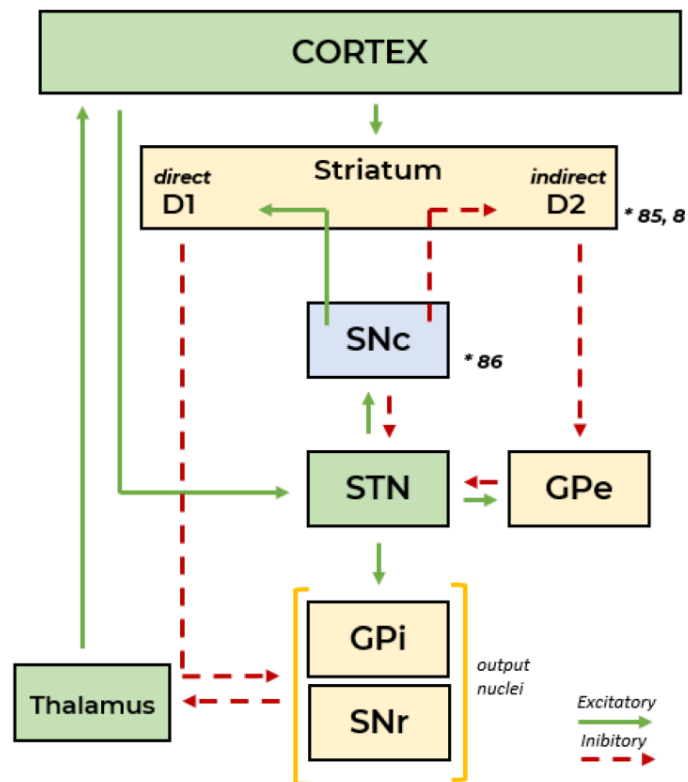 CORTEX
Striatum
direct
D1
indirect
D2
* 85, 8
SNc
* 86
STN
GPe
GPi
SNr
output
nuclei
Thalamus
Excitatory
Inibitory